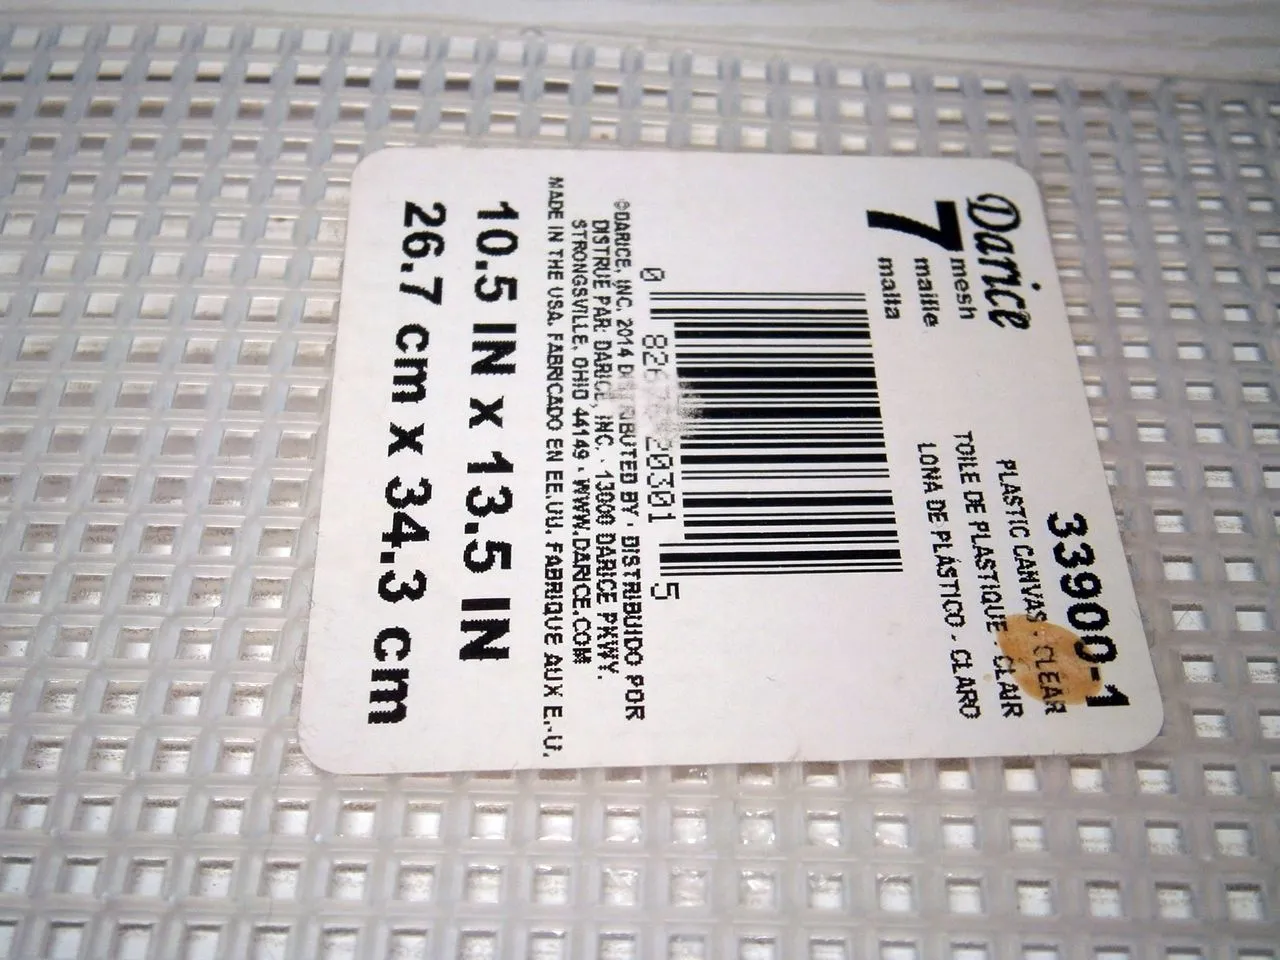 Darice
7 mesh
maille
malla
33900-1
PLASTIC CANVAS - CLEAR
TOILE DE PLASTIQUE - CLAIR
LONA DE PLÁSTICO - CLARO
0 826 20301 5
©DARICE, INC. 2014 DISTRIBUTED BY · DISTRIBUIDO POR
DISTRUE PAR: DARICE, INC. · 13000 DARICE PKWY.
STRONGSVILLE, OHIO 44149 · WWW.DARICE.COM
MADE IN THE USA. FABRICADO EN EE.UU. FABRIQUE AUX E.-U.
10.5 IN x 13.5 IN
26.7 cm x 34.3 cm